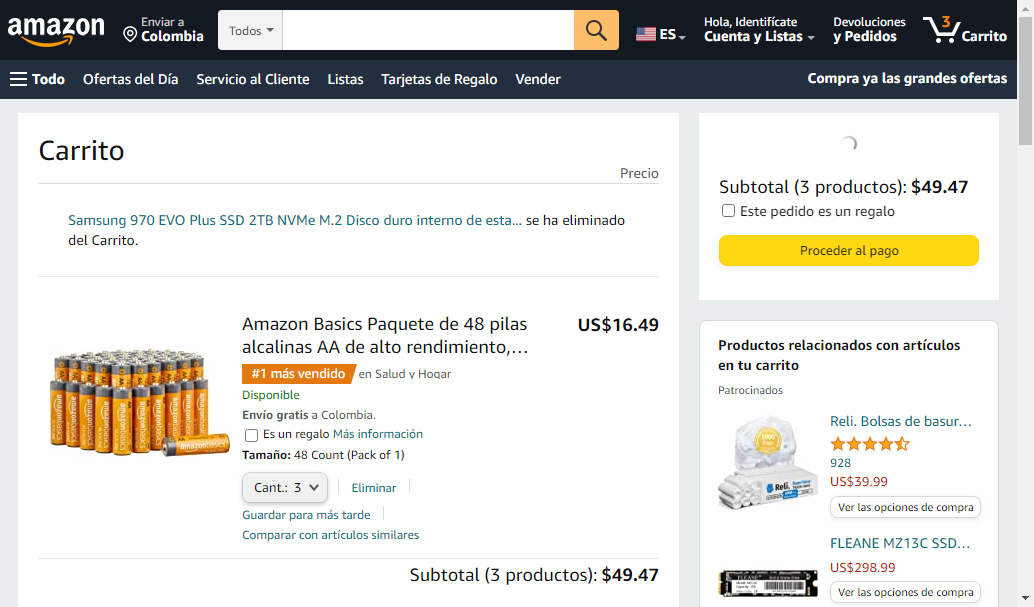 amazon
Enviar a
Colombia
Todos
ES
Hola, Identifícate
Cuenta y Listas
Devoluciones
y Pedidos
3
Carrito
Todo
Ofertas del Día
Servicio al Cliente
Listas
Tarjetas de Regalo
Vender
Compra ya las grandes ofertas
Carrito
Precio
Samsung 970 EVO Plus SSD 2TB NVMe M.2 Disco duro interno de esta... se ha eliminado
del Carrito.
Amazon Basics Paquete de 48 pilas
alcalinas AA de alto rendimiento,...
US$16.49
#1 más vendido en Salud y Hogar
Disponible
Envío gratis a Colombia.
Es un regalo Más información
Tamaño: 48 Count (Pack of 1)
Cant.: 3
Eliminar
Guardar para más tarde
Comparar con artículos similares
Subtotal (3 productos): $49.47
Subtotal (3 productos): $49.47
Este pedido es un regalo
Proceder al pago
Productos relacionados con artículos
en tu carrito
Patrocinados
Reli.
Reli. Bolsas de basur...
928
US$39.99
Ver las opciones de compra
FLEANE MZ13C SSD...
US$298.99
Ver las opciones de compra